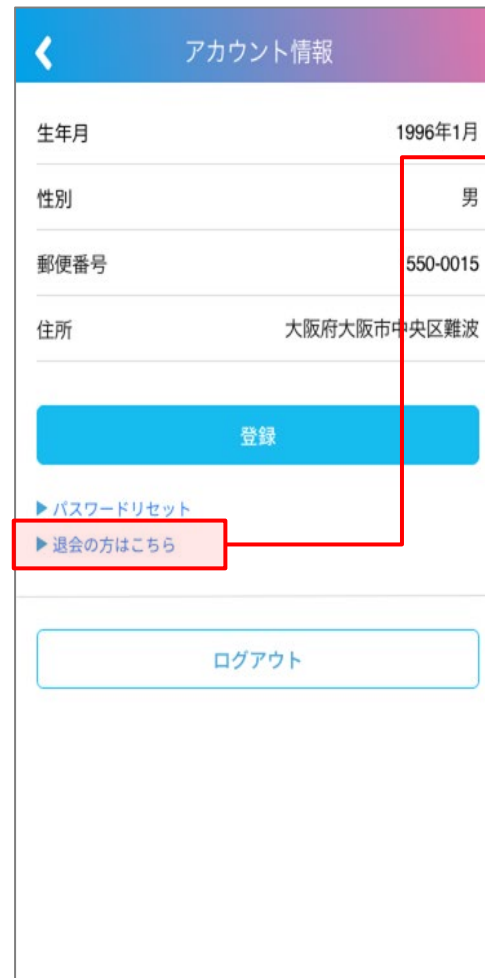 アカウント情報
生年月 1996年1月
性別 男
郵便番号 550-0015
住所 大阪府大阪市中央区難波
登録
▶パスワードリセット
▶退会の方はこちら
ログアウト